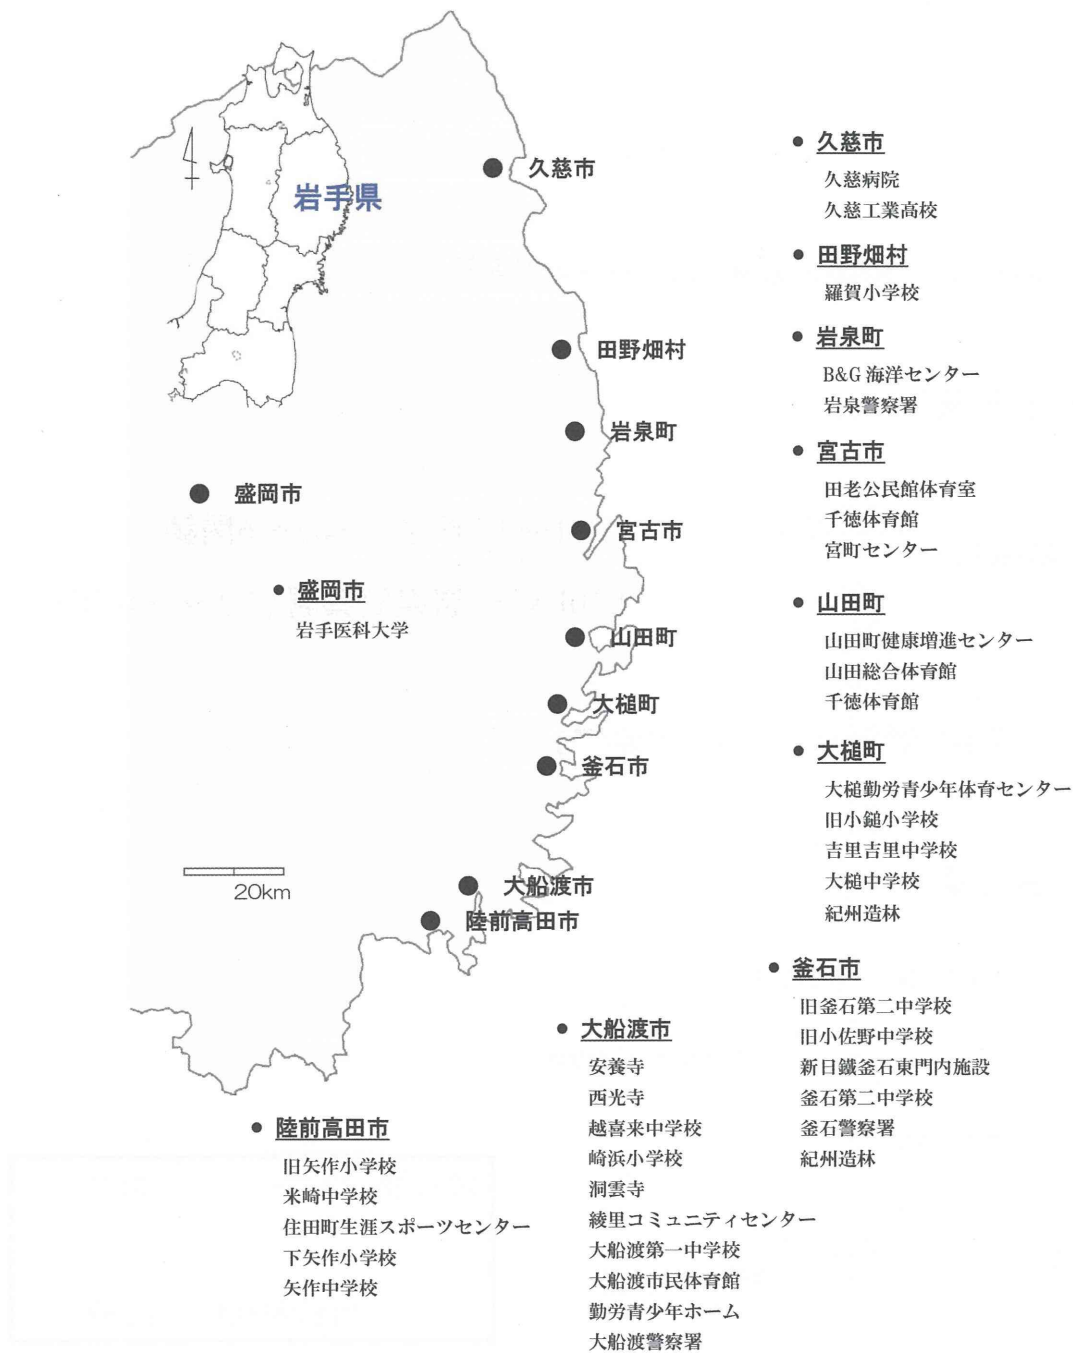 岩手県
久慈市
田野畑村
岩泉町
盛岡市
宮古市
山田町
大槌町
釜石市
大船渡市
陸前高田市
20km
盛岡市
岩手医科大学
久慈市
久慈病院
久慈工業高校
田野畑村
羅賀小学校
岩泉町
B&G 海洋センター
岩泉警察署
宮古市
田老公民館体育室
千徳体育館
宮町センター
山田町
山田町健康増進センター
山田総合体育館
千徳体育館
大槌町
大槌勤労青少年体育センター
旧小鎚小学校
吉里吉里中学校
大槌中学校
紀州造林
釜石市
旧釜石第二中学校
旧小佐野中学校
新日鐵釜石東門内施設
釜石第二中学校
釜石警察署
紀州造林
大船渡市
安養寺
西光寺
越喜来中学校
崎浜小学校
洞雲寺
綾里コミュニティセンター
大船渡第一中学校
大船渡市民体育館
勤労青少年ホーム
大船渡警察署
陸前高田市
旧矢作小学校
米崎中学校
住田町生涯スポーツセンター
下矢作小学校
矢作中学校